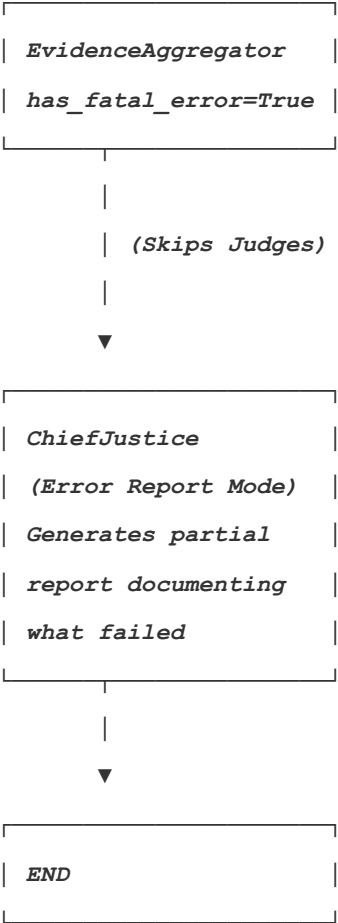 EvidenceAggregator
has_fatal_error=True
(Skips Judges)
ChiefJustice
(Error Report Mode)
Generates partial
report documenting
what failed
END